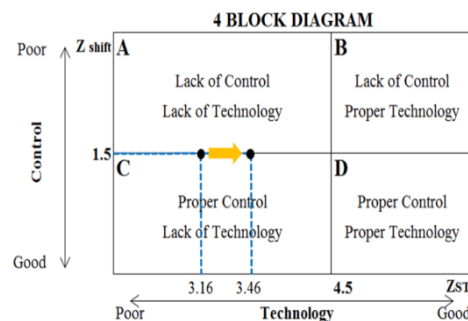 4 BLOCK DIAGRAM
Poor Z shift A B
Lack of Control Lack of Control
Lack of Technology Proper Technology
Control
1.5
C D
Proper Control Proper Control
Lack of Technology Proper Technology
Good
3.16 3.46 4.5 ZST
Poor Technology Good